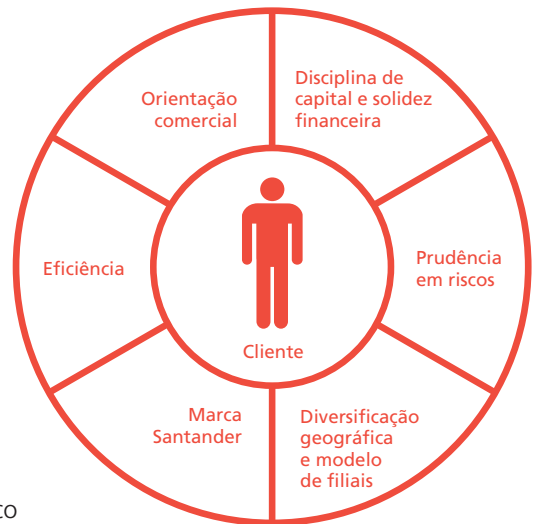 Orientação
comercial
Disciplina de
capital e solidez
financeira
Prudência
em riscos
Diversificação
geográfica
e modelo
de filiais
Marca
Santander
Eficiência
Cliente